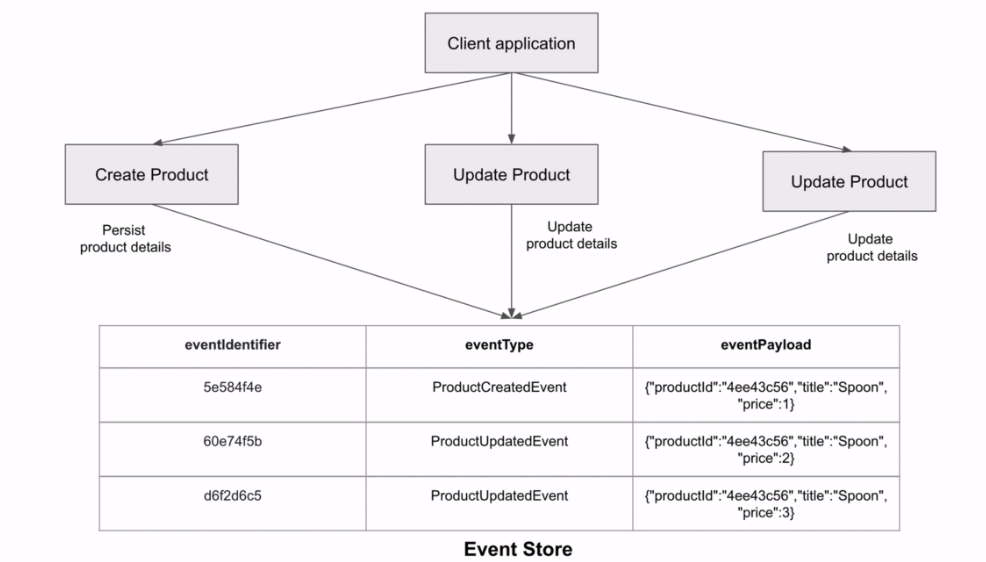 Client application
Create Product
Update Product
Update Product
Persist
product details
Update
product details
Update
product details
eventIdentifier
eventType
eventPayload
5e584f4e
ProductCreatedEvent
{"productId":"4ee43c56","title":"Spoon",
"price":1}
60e74f5b
ProductUpdatedEvent
{"productId":"4ee43c56","title":"Spoon",
"price":2}
d6f2d6c5
ProductUpdatedEvent
{"productId":"4ee43c56","title":"Spoon",
"price":3}
Event Store